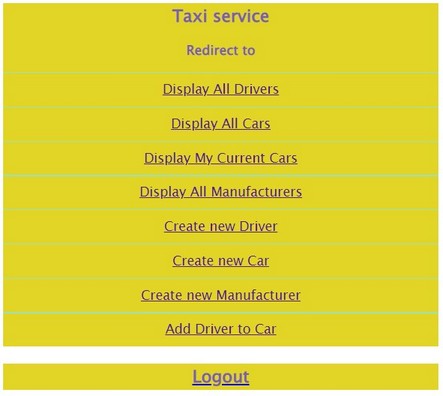 Taxi service
Redirect to
Display All Drivers
Display All Cars
Display My Current Cars
Display All Manufacturers
Create new Driver
Create new Car
Create new Manufacturer
Add Driver to Car
Logout